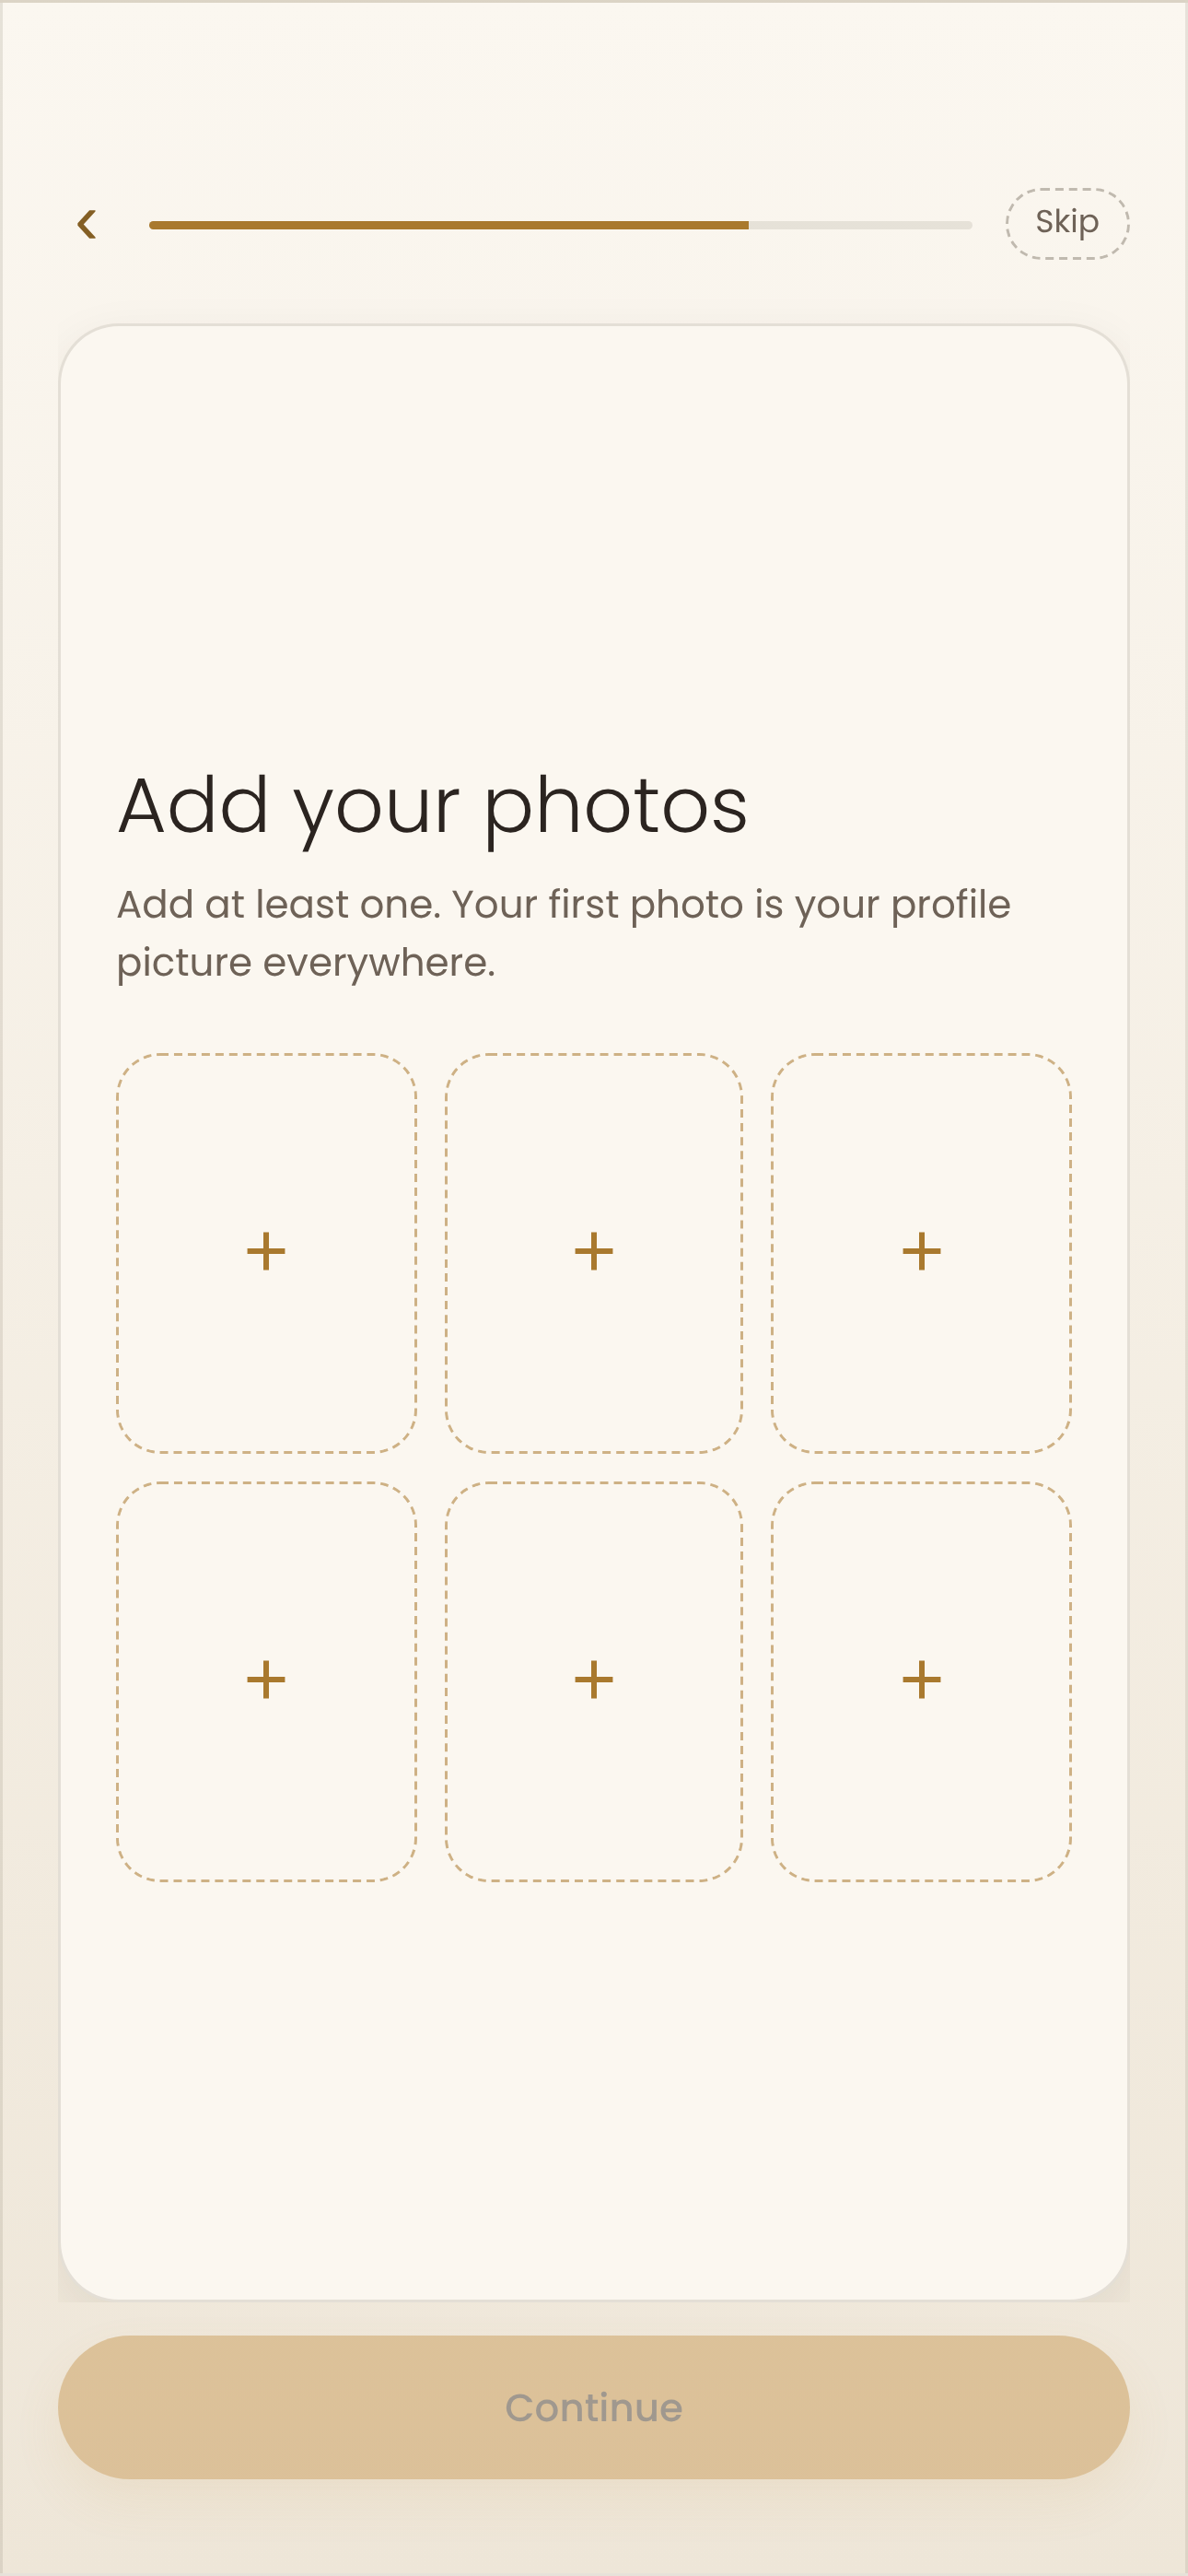 Skip
Add your photos
Add at least one. Your first photo is your profile
picture everywhere.
+ + +
+ + +
Continue